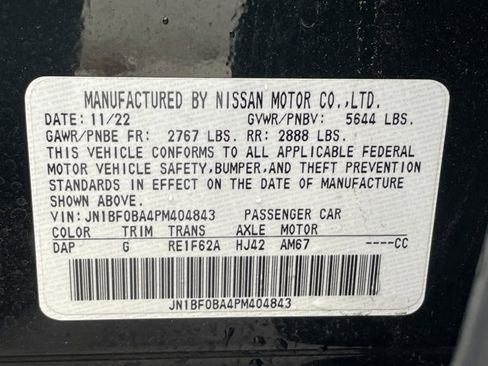 MANUFACTURED BY NISSAN MOTOR CO.,LTD.
DATE: 11/22 GVWR/PNBV: 5644 LBS.
GAWR/PNBE FR: 2767 LBS. RR: 2888 LBS.
THIS VEHICLE CONFORMS TO ALL APPLICABLE FEDERAL
MOTOR VEHICLE SAFETY,BUMPER,AND THEFT PREVENTION
STANDARDS IN EFFECT ON THE DATE OF MANUFACTURE
SHOWN ABOVE.
VIN: JN1BF0BA4PM404843 PASSENGER CAR
COLOR TRIM TRANS AXLE MOTOR
DAP G RE1F62A HJ42 AM67 ----CC
JN1BF0BA4PM404843